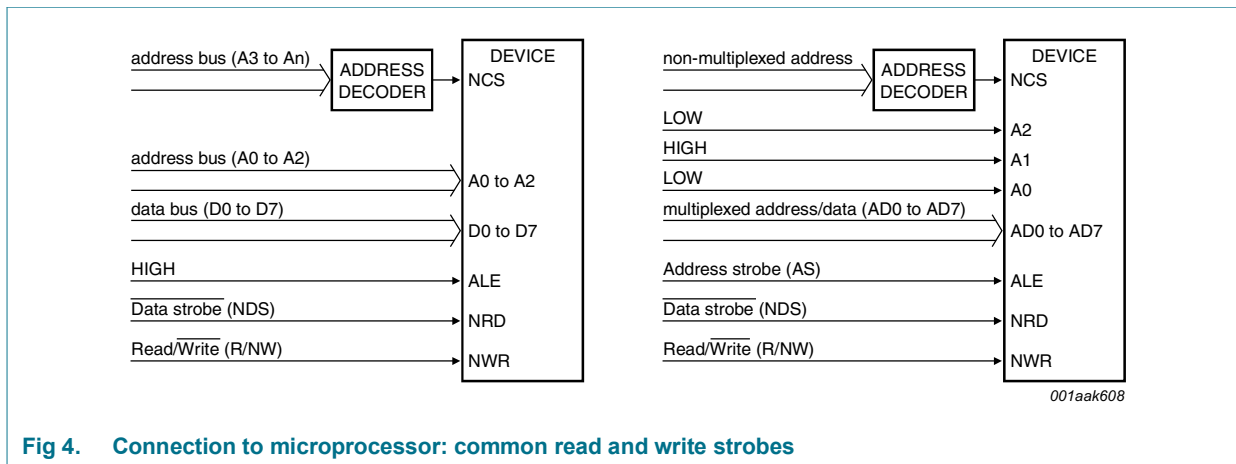 address bus (A3 to An)
ADDRESS
DECODER
DEVICE
NCS
address bus (A0 to A2)
A0 to A2
data bus (D0 to D7)
D0 to D7
HIGH
ALE
Data strobe (NDS)
NRD
Read/Write (R/NW)
NWR
non-multiplexed address
ADDRESS
DECODER
DEVICE
NCS
LOW
A2
HIGH
A1
LOW
A0
multiplexed address/data (AD0 to AD7)
AD0 to AD7
Address strobe (AS)
ALE
Data strobe (NDS)
NRD
Read/Write (R/NW)
NWR
001aak608
Fig 4. Connection to microprocessor: common read and write strobes